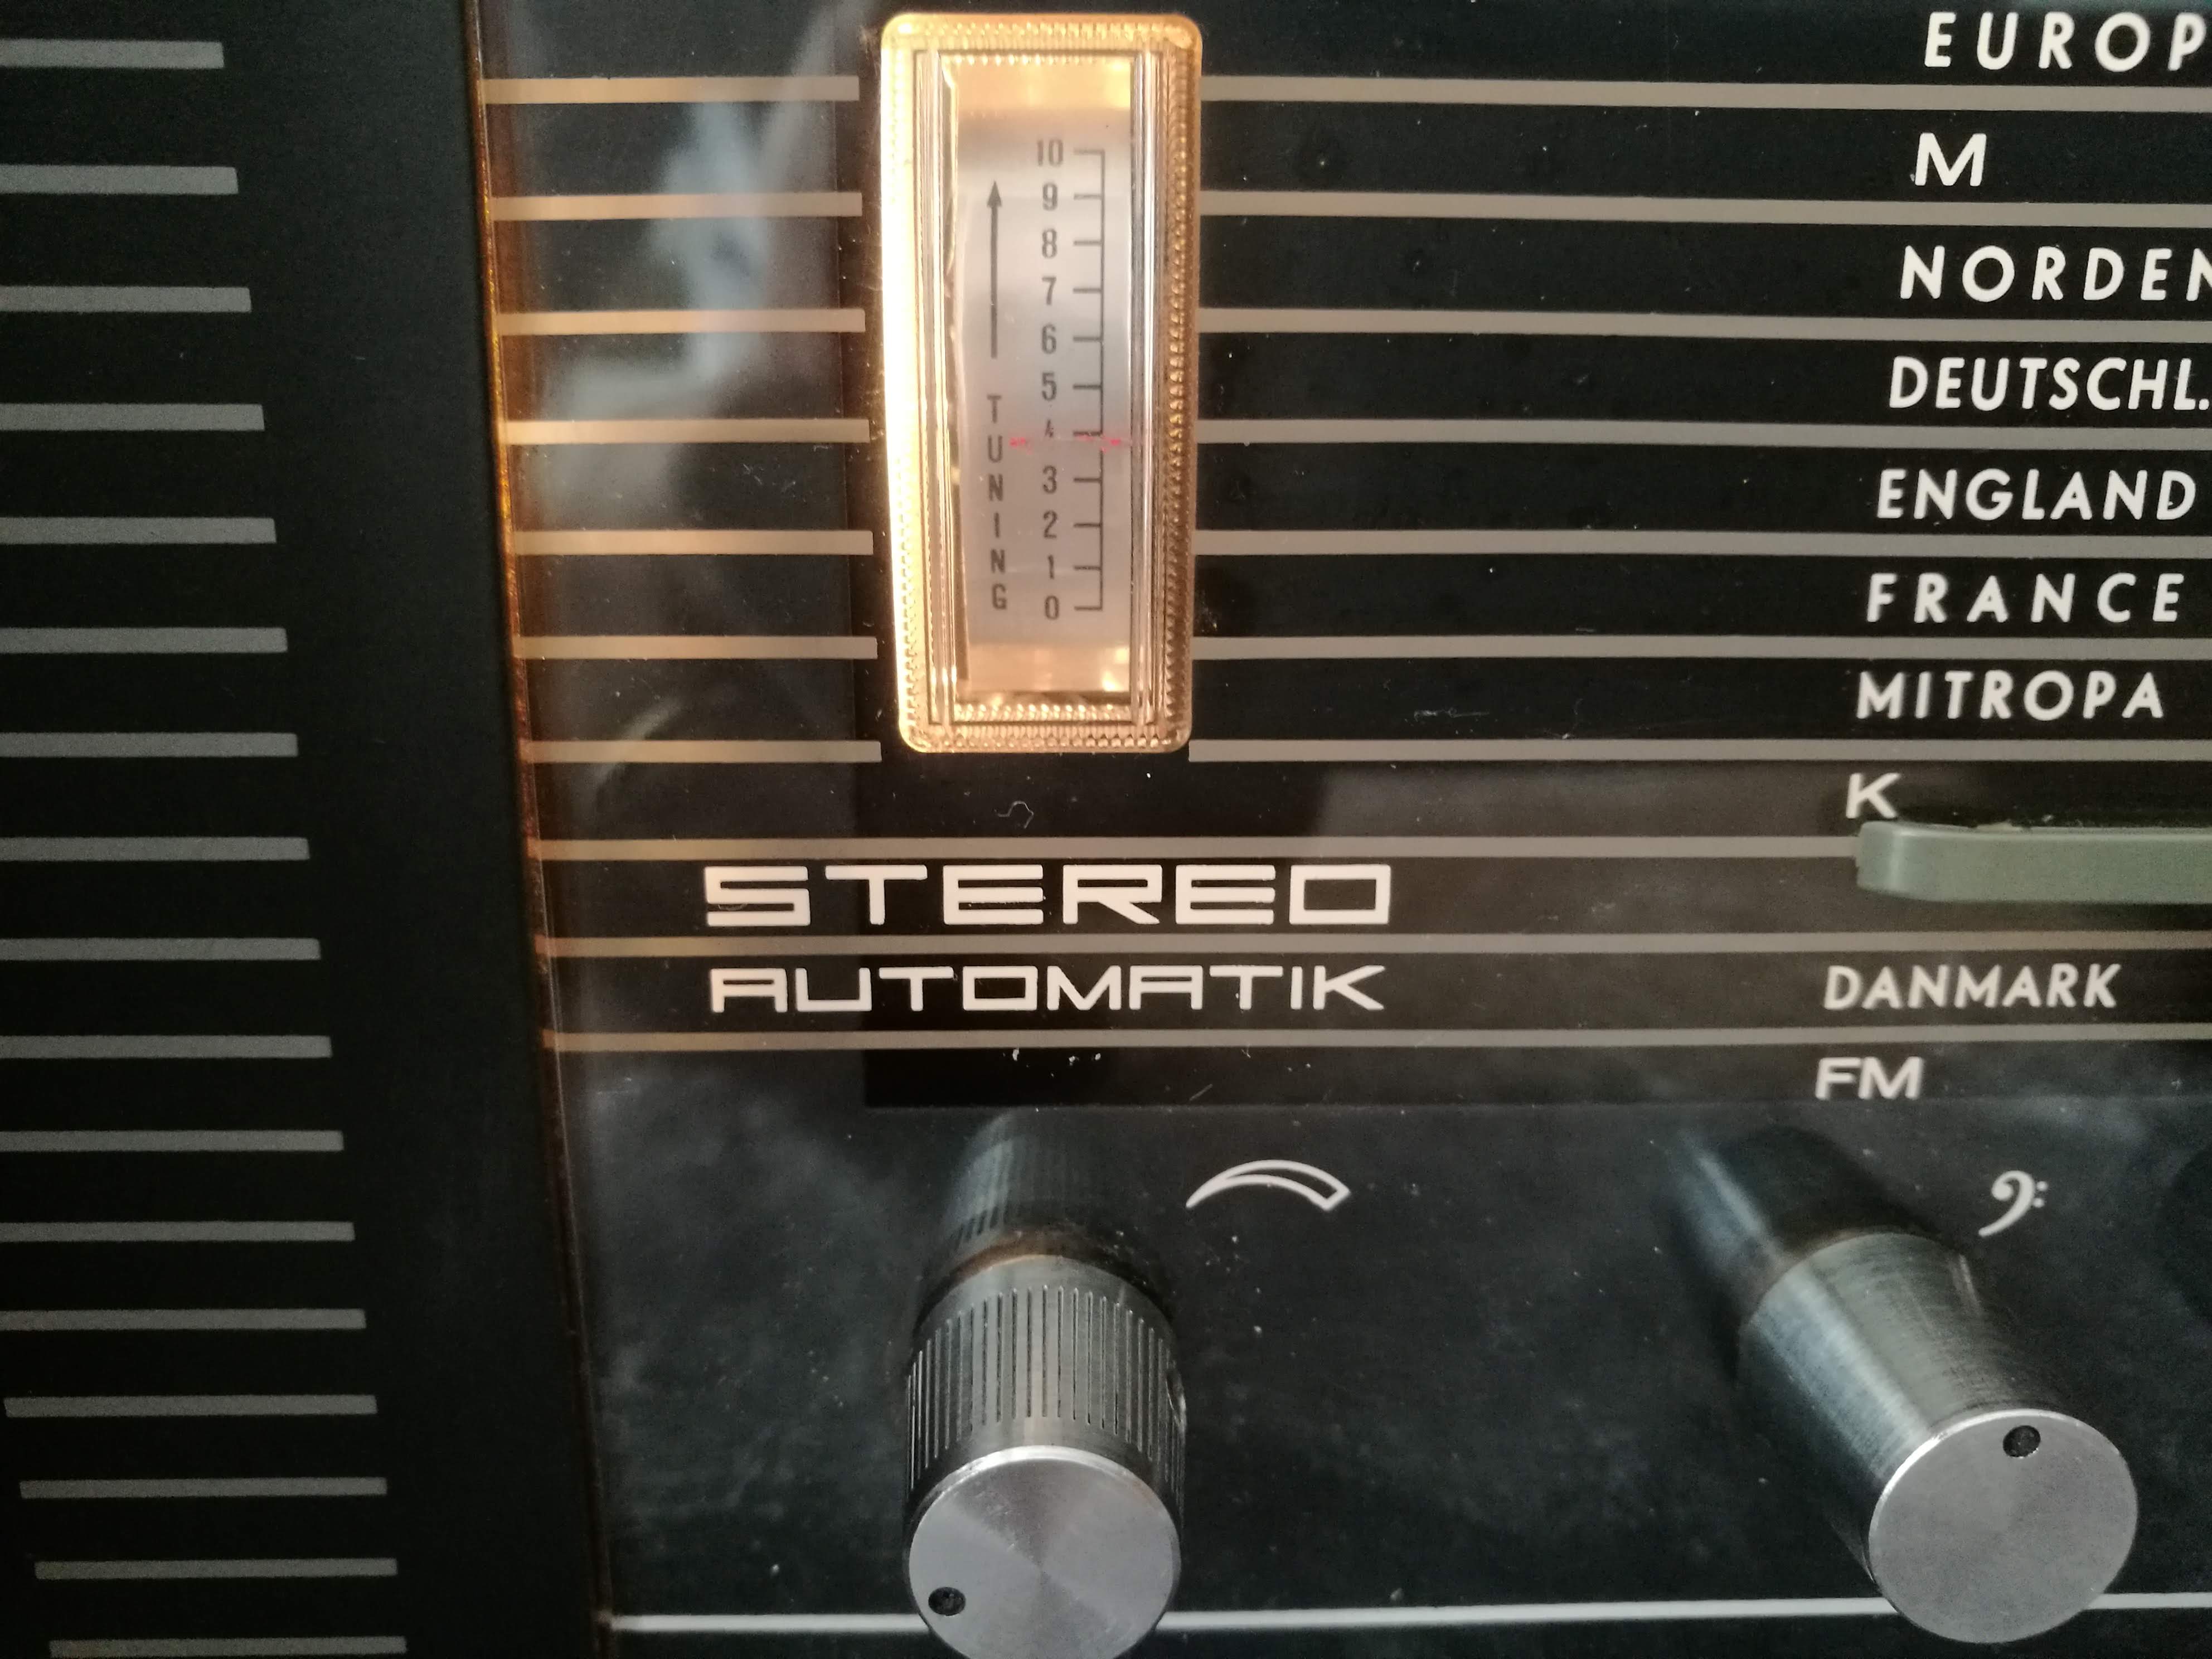 10
9
8
7
6
5
4
3
2
1
0
TUNING
EUROP
M
NORDEN
DEUTSCHL.
ENGLAND
FRANCE
MITROPA
K
STEREO
AUTOMATIK
DANMARK
FM